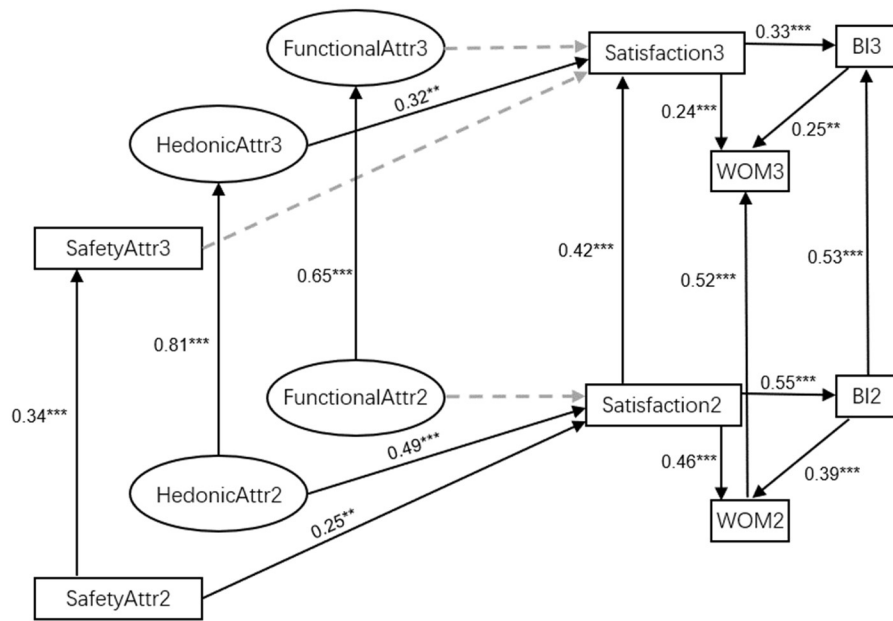 FunctionalAttr3
Satisfaction3
0.33***
BI3
0.32**
0.24***
0.25**
HedonicAttr3
WOM3
SafetyAttr3
0.42***
0.53***
0.65***
0.52***
0.81***
FunctionalAttr2
Satisfaction2
0.55***
BI2
0.34***
0.49***
0.46***
0.39***
HedonicAttr2
0.25**
WOM2
SafetyAttr2